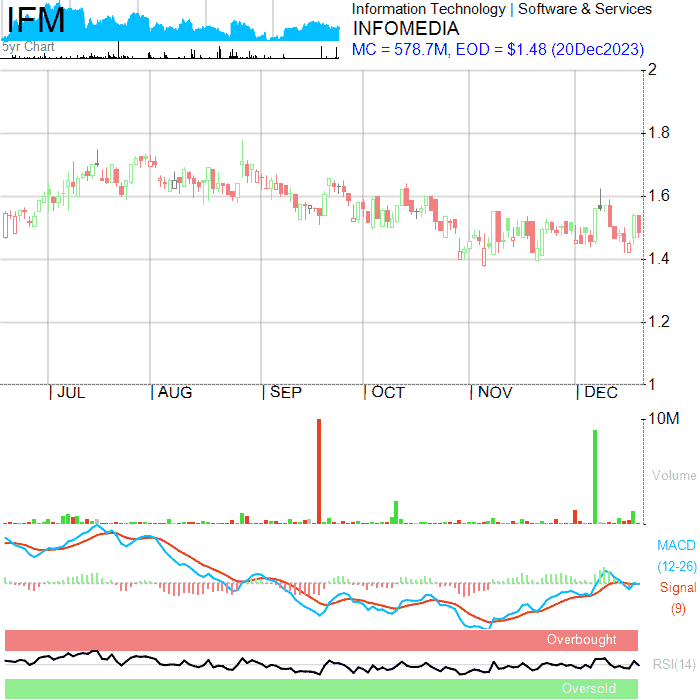 IFM
Information Technology | Software & Services
INFOMEDIA
5yr Chart
MC = 578.7M, EOD = $1.48 (20Dec2023)
2
1.8
1.6
1.4
1.2
1
| JUL | AUG | SEP | OCT | NOV | DEC
10M
Volume
MACD
(12-26)
Signal
(9)
Overbought
RSI(14)
Oversold